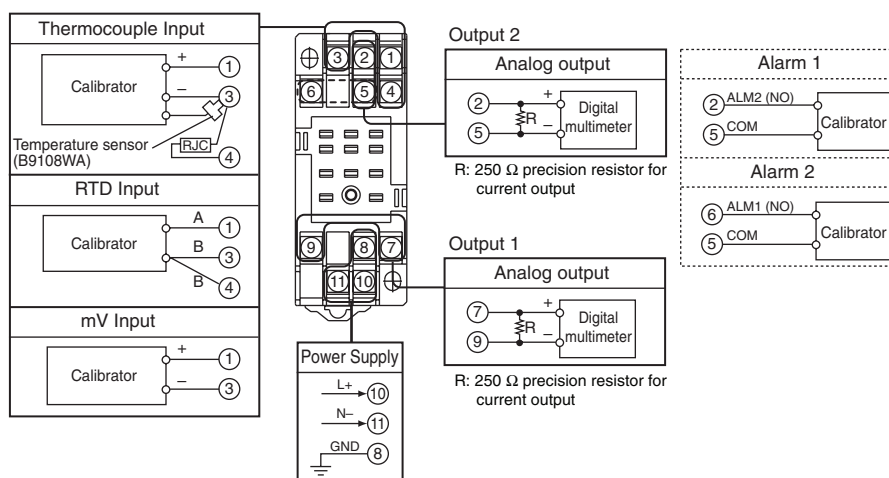 Thermocouple Input
Calibrator
+
1
–
3
Temperature sensor
(B9108WA)
RJC
4
RTD Input
Calibrator
A
1
B
3
B
4
mV Input
Calibrator
+
1
–
3
3 2 1
6 5 4
9 8 7
11 10
Power Supply
L+
10
N–
11
GND
8
Output 2
Analog output
2
+
R
5
–
Digital
multimeter
R: 250 Ω precision resistor for
current output
Output 1
Analog output
7
+
R
9
–
Digital
multimeter
R: 250 Ω precision resistor for
current output
Alarm 1
2 ALM2 (NO)
5 COM
Calibrator
Alarm 2
6 ALM1 (NO)
5 COM
Calibrator